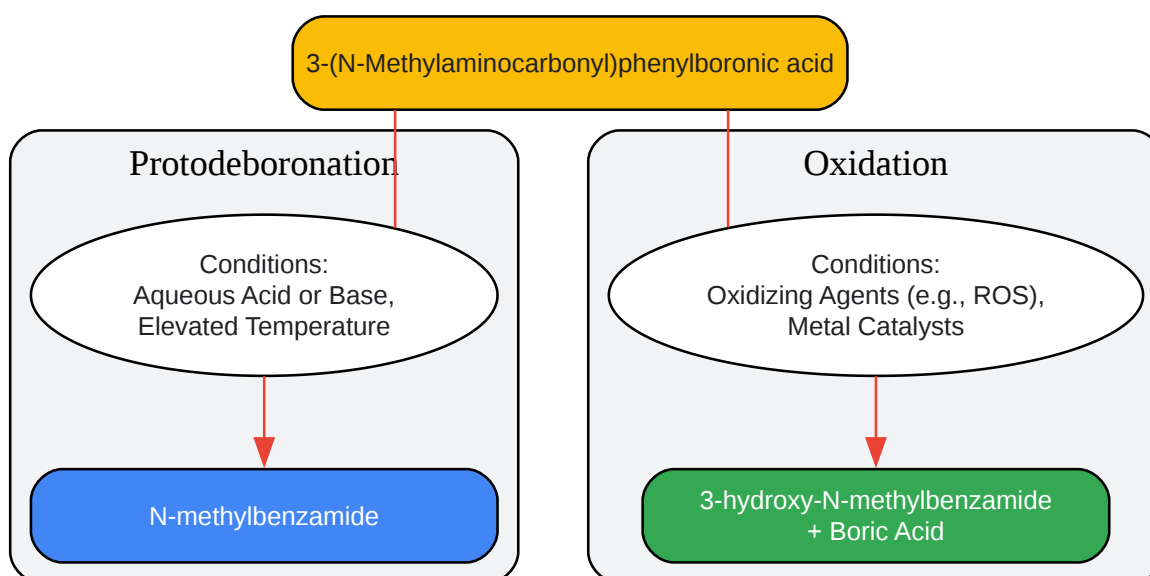 3-(N-Methylaminocarbonyl)phenylboronic acid
Protodeboronation
Conditions:
Aqueous Acid or Base,
Elevated Temperature
N-methylbenzamide
Oxidation
Conditions:
Oxidizing Agents (e.g., ROS),
Metal Catalysts
3-hydroxy-N-methylbenzamide
+ Boric Acid